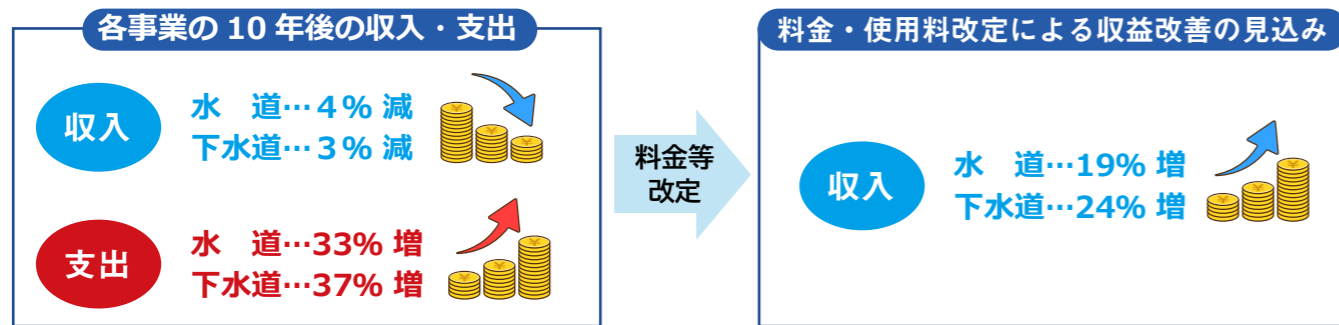 各事業の 10 年後の収入・支出
収入
水　道…4% 減
下水道…3% 減
支出
水　道…33% 増
下水道…37% 増
料金等
改定
料金・使用料改定による収益改善の見込み
収入
水　道…19% 増
下水道…24% 増